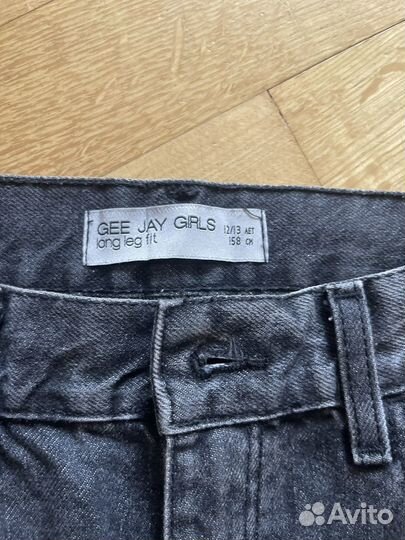 GEE JAY GIRLS 12/13 ЛЕТ
long leg fit 158 СМ
Avito